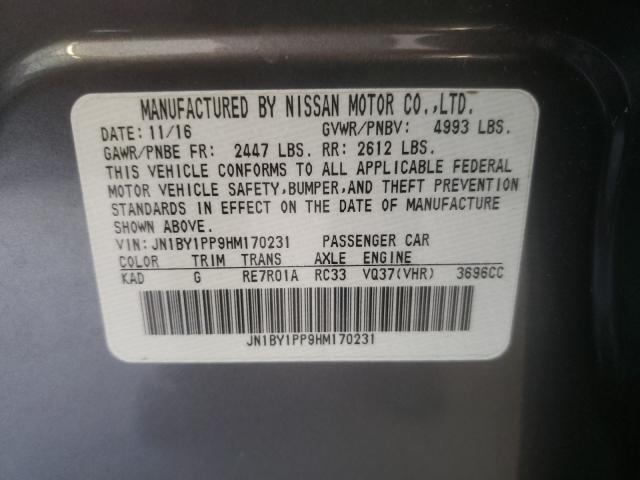 MANUFACTURED BY NISSAN MOTOR CO.,LTD.
DATE: 11/16 GVWR/PNBV: 4993 LBS.
GAWR/PNBE FR: 2447 LBS. RR: 2612 LBS.
THIS VEHICLE CONFORMS TO ALL APPLICABLE FEDERAL
MOTOR VEHICLE SAFETY,BUMPER,AND THEFT PREVENTION
STANDARDS IN EFFECT ON THE DATE OF MANUFACTURE
SHOWN ABOVE.
VIN: JN1BY1PP9HM170231 PASSENGER CAR
COLOR TRIM TRANS AXLE ENGINE
KAD G RE7R01A RC33 VQ37(VHR) 3696CC
JN1BY1PP9HM170231